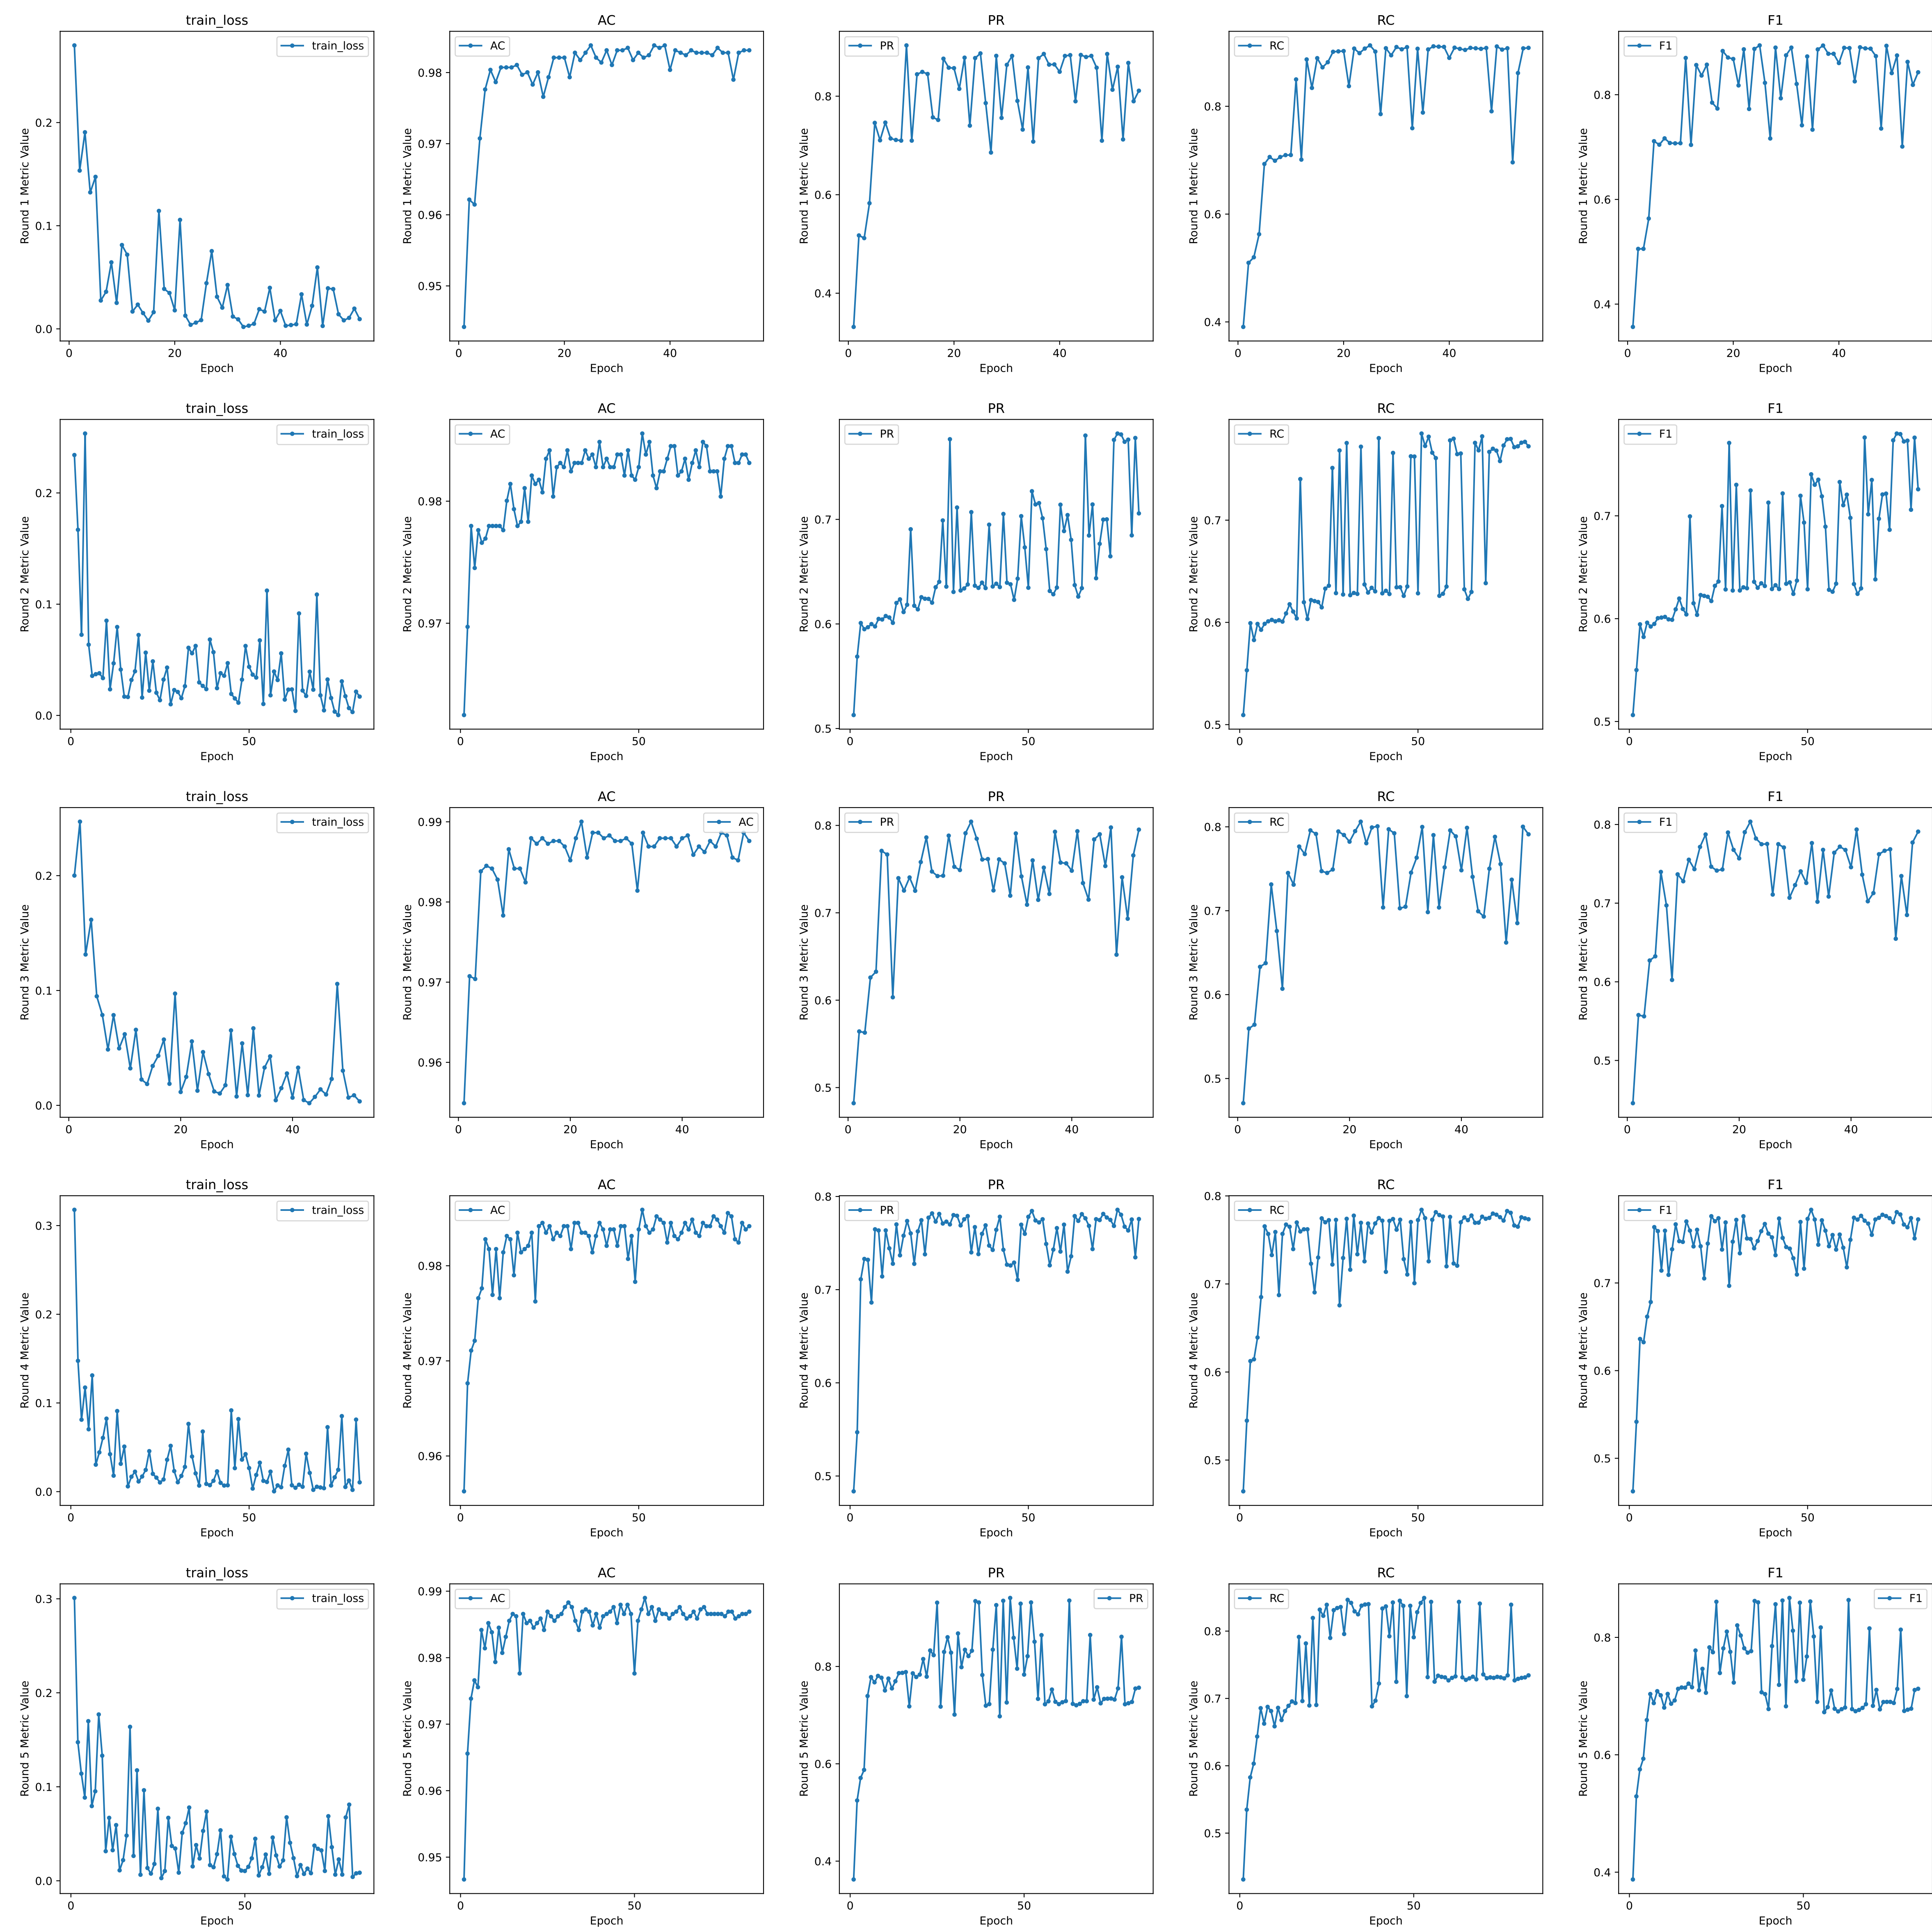 train_loss AC PR RC F1
train_loss AC PR RC F1
Round 1 Metric Value Round 1 Metric Value Round 1 Metric Value Round 1 Metric Value Round 1 Metric Value
0.2 0.98 0.8 0.8 0.8
0.1 0.97 0.6 0.6 0.6
0.0 0.96 0.4 0.4 0.4
0.95
0 20 40 0 20 40 0 20 40 0 20 40 0 20 40
Epoch Epoch Epoch Epoch Epoch
train_loss AC PR RC F1
train_loss AC PR RC F1
Round 2 Metric Value Round 2 Metric Value Round 2 Metric Value Round 2 Metric Value Round 2 Metric Value
0.2 0.98 0.7 0.7 0.7
0.1 0.97 0.6 0.6 0.6
0.0 0.5 0.5 0.5
0 50 0 50 0 50 0 50 0 50
Epoch Epoch Epoch Epoch Epoch
train_loss AC PR RC F1
train_loss AC PR RC F1
Round 3 Metric Value Round 3 Metric Value Round 3 Metric Value Round 3 Metric Value Round 3 Metric Value
0.2 0.99 0.8 0.8 0.8
0.1 0.98 0.7 0.7 0.7
0.0 0.97 0.6 0.6 0.6
0.96 0.5 0.5 0.5
0 20 40 0 20 40 0 20 40 0 20 40 0 20 40
Epoch Epoch Epoch Epoch Epoch
train_loss AC PR RC F1
train_loss AC PR RC F1
Round 4 Metric Value Round 4 Metric Value Round 4 Metric Value Round 4 Metric Value Round 4 Metric Value
0.3 0.98 0.8 0.8 0.7
0.2 0.97 0.7 0.7 0.6
0.1 0.96 0.6 0.6 0.5
0.0 0.5 0.5
0 50 0 50 0 50 0 50 0 50
Epoch Epoch Epoch Epoch Epoch
train_loss AC PR RC F1
train_loss AC PR RC F1
Round 5 Metric Value Round 5 Metric Value Round 5 Metric Value Round 5 Metric Value Round 5 Metric Value
0.3 0.99 0.8 0.8 0.8
0.2 0.98 0.6 0.7 0.6
0.1 0.97 0.4 0.6 0.4
0.0 0.96 0.5
0.95
0 50 0 50 0 50 0 50 0 50
Epoch Epoch Epoch Epoch Epoch